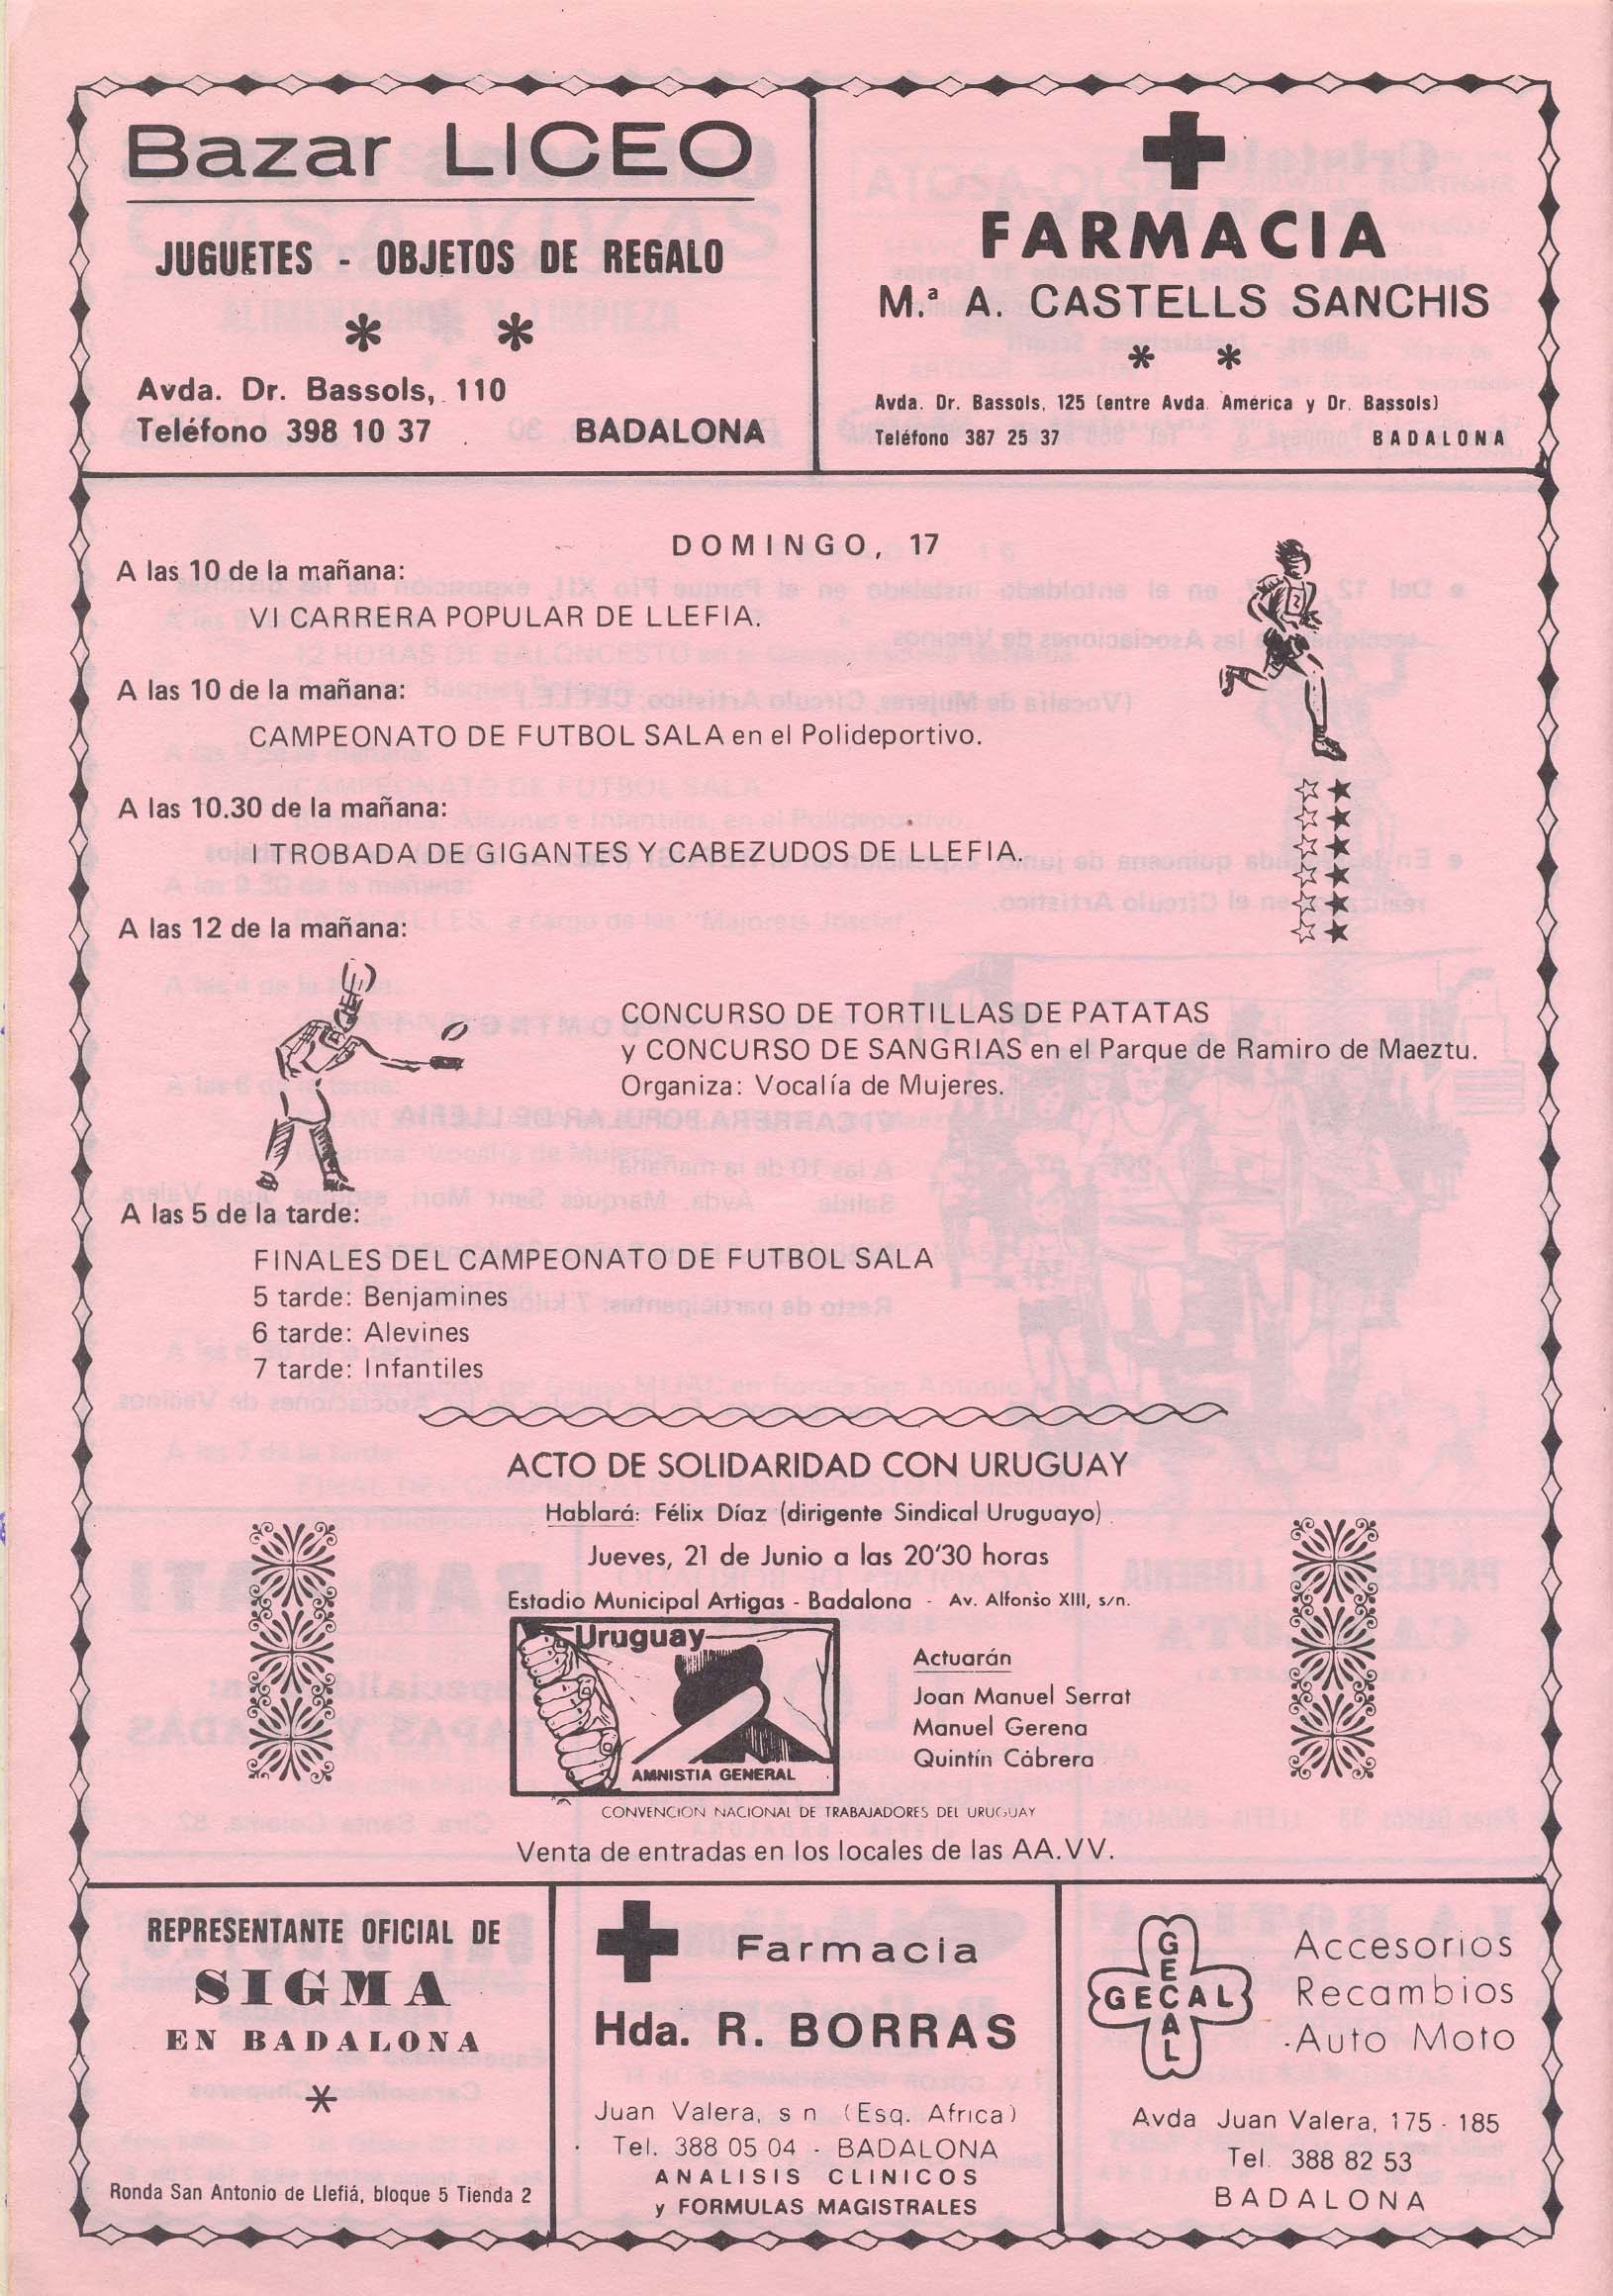 Bazar LICEO
JUGUETES - OBJETOS DE REGALO
* *
Avda. Dr. Bassols, 110
Teléfono 398 10 37 BADALONA
FARMACIA
M.ª A. CASTELLS SANCHIS
* *
Avda. Dr. Bassols, 125 (entre Avda. América y Dr. Bassols)
Teléfono 387 25 37 BADALONA
DOMINGO, 17
A las 10 de la mañana:
VI CARRERA POPULAR DE LLEFIA.
A las 10 de la mañana:
CAMPEONATO DE FUTBOL SALA en el Polideportivo.
A las 10.30 de la mañana:
I TROBADA DE GIGANTES Y CABEZUDOS DE LLEFIA.
A las 12 de la mañana:
CONCURSO DE TORTILLAS DE PATATAS
y CONCURSO DE SANGRIAS en el Parque de Ramiro de Maeztu.
Organiza: Vocalía de Mujeres.
A las 5 de la tarde:
FINALES DEL CAMPEONATO DE FUTBOL SALA
5 tarde: Benjamines
6 tarde: Alevines
7 tarde: Infantiles
ACTO DE SOLIDARIDAD CON URUGUAY
Hablará: Félix Díaz (dirigente Sindical Uruguayo)
Jueves, 21 de Junio a las 20'30 horas
Estadio Municipal Artigas - Badalona - Av. Alfonso XIII, s/n.
Uruguay
AMNISTIA GENERAL
Actuarán
Joan Manuel Serrat
Manuel Gerena
Quintín Cabrera
CONVENCION NACIONAL DE TRABAJADORES DEL URUGUAY
Venta de entradas en los locales de las AA.VV.
REPRESENTANTE OFICIAL DE
SIGMA
EN BADALONA
*
Ronda San Antonio de Llefiá, bloque 5 Tienda 2
Farmacia
Hda. R. BORRAS
Juan Valera, s n (Esq. Africa)
Tel. 388 05 04 - BADALONA
ANALISIS CLINICOS
y FORMULAS MAGISTRALES
GECAL
GECAL
Accesorios
Recambios
Auto Moto
Avda Juan Valera, 175 - 185
Tel. 388 82 53
BADALONA